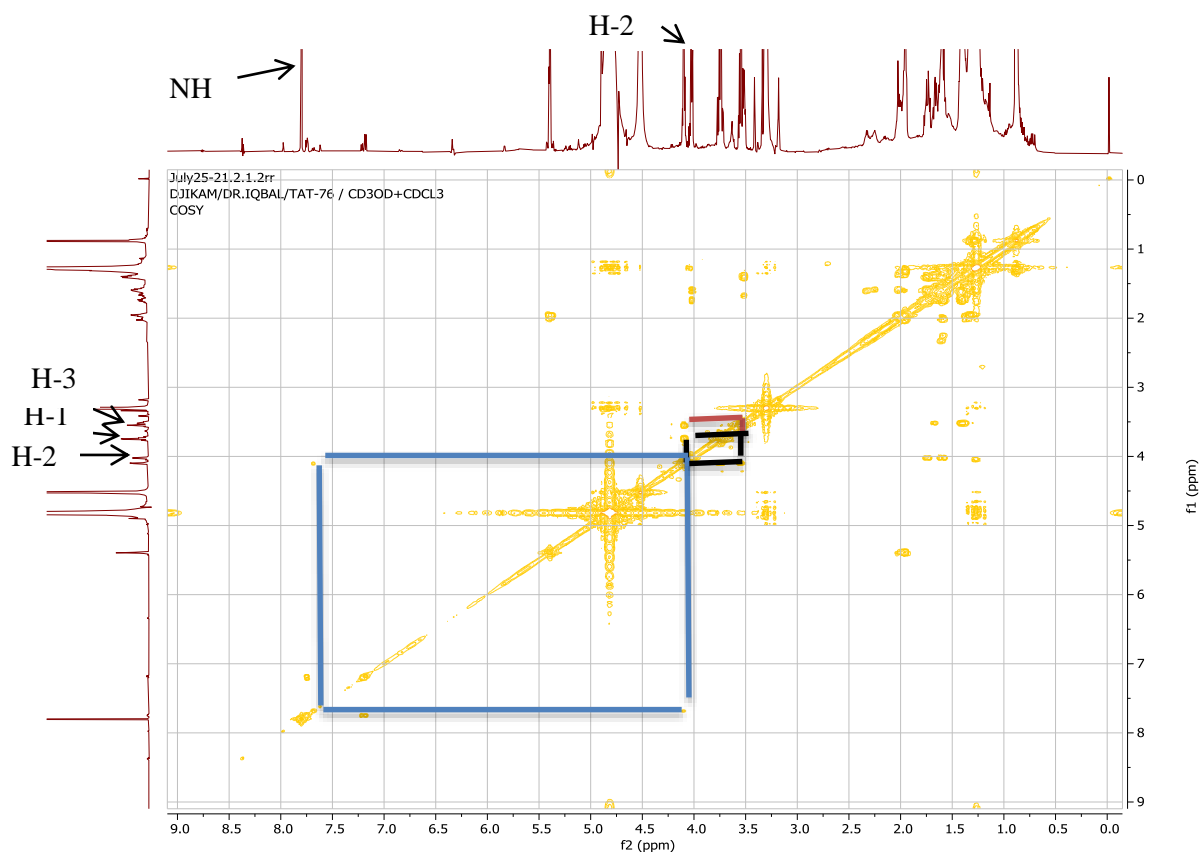 H-2
NH
July25-21.2.1.2rr
DJIKAM/DR.IQBAL/TAT-76 / CD3OD+CDCL3
COSY
0
1
2
H-3
3
H-1
H-2
4
f1 (ppm)
5
6
7
8
9
9.0 8.5 8.0 7.5 7.0 6.5 6.0 5.5 5.0 4.5 4.0 3.5 3.0 2.5 2.0 1.5 1.0 0.5 0.0
f2 (ppm)